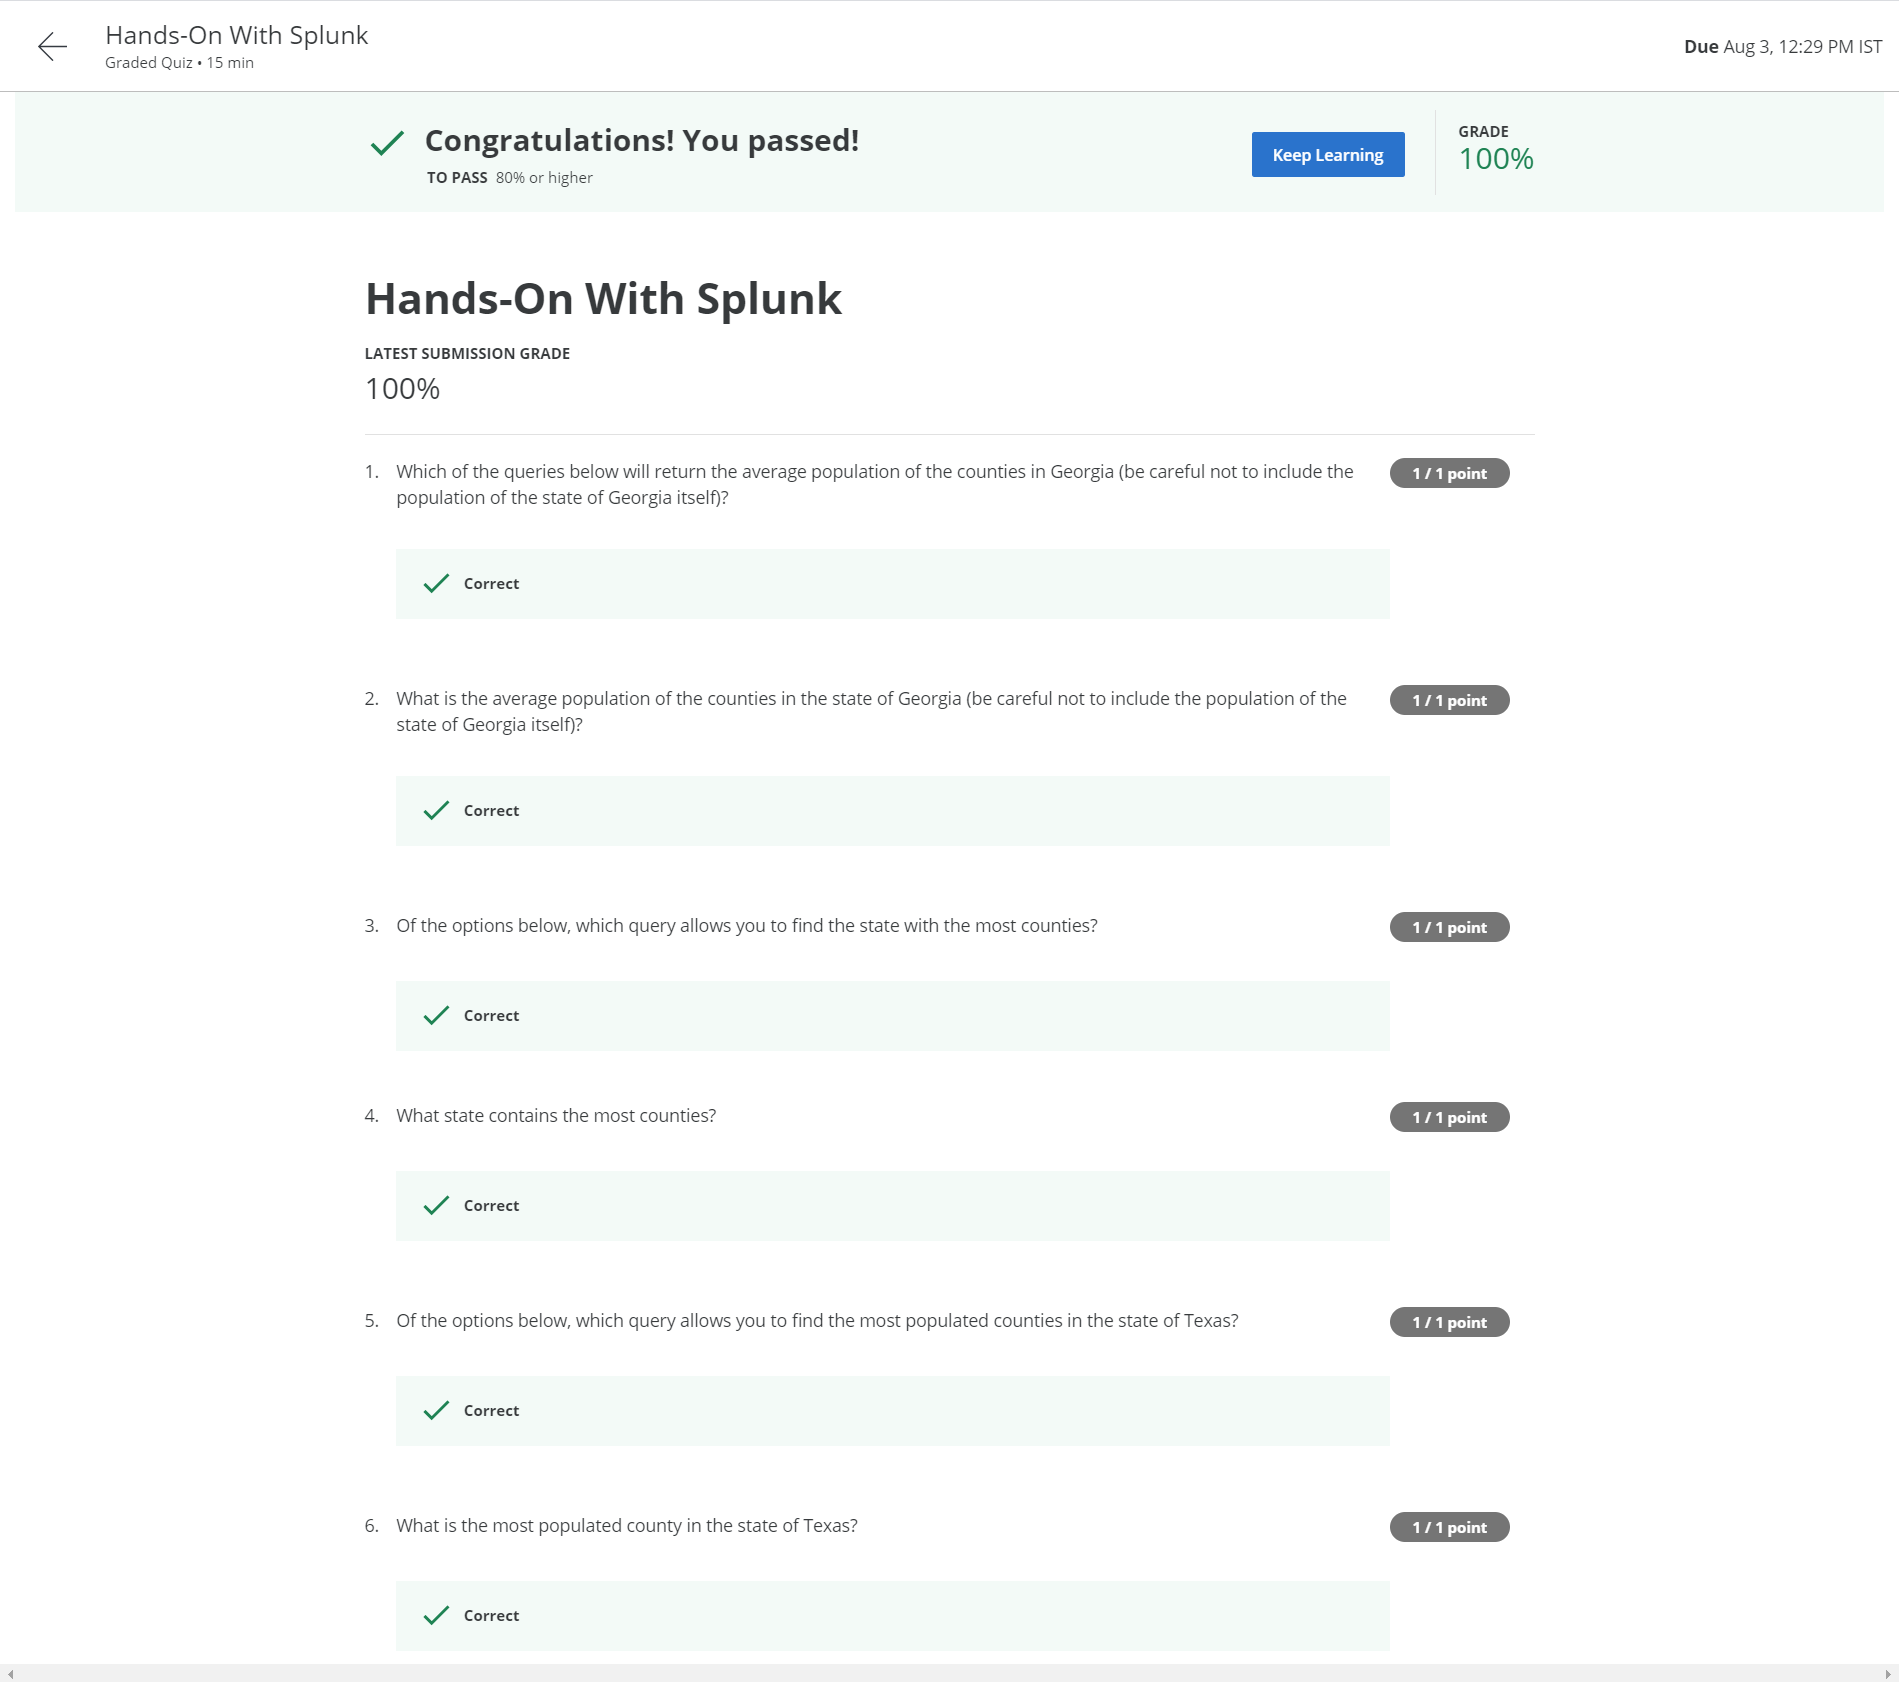 Hands-On With Splunk
Graded Quiz • 15 min
Due Aug 3, 12:29 PM IST
Congratulations! You passed!
TO PASS 80% or higher
Keep Learning
GRADE
100%
Hands-On With Splunk
LATEST SUBMISSION GRADE
100%
1. Which of the queries below will return the average population of the counties in Georgia (be careful not to include the
population of the state of Georgia itself)?
1 / 1 point
Correct
2. What is the average population of the counties in the state of Georgia (be careful not to include the population of the
state of Georgia itself)?
1 / 1 point
Correct
3. Of the options below, which query allows you to find the state with the most counties?
1 / 1 point
Correct
4. What state contains the most counties?
1 / 1 point
Correct
5. Of the options below, which query allows you to find the most populated counties in the state of Texas?
1 / 1 point
Correct
6. What is the most populated county in the state of Texas?
1 / 1 point
Correct